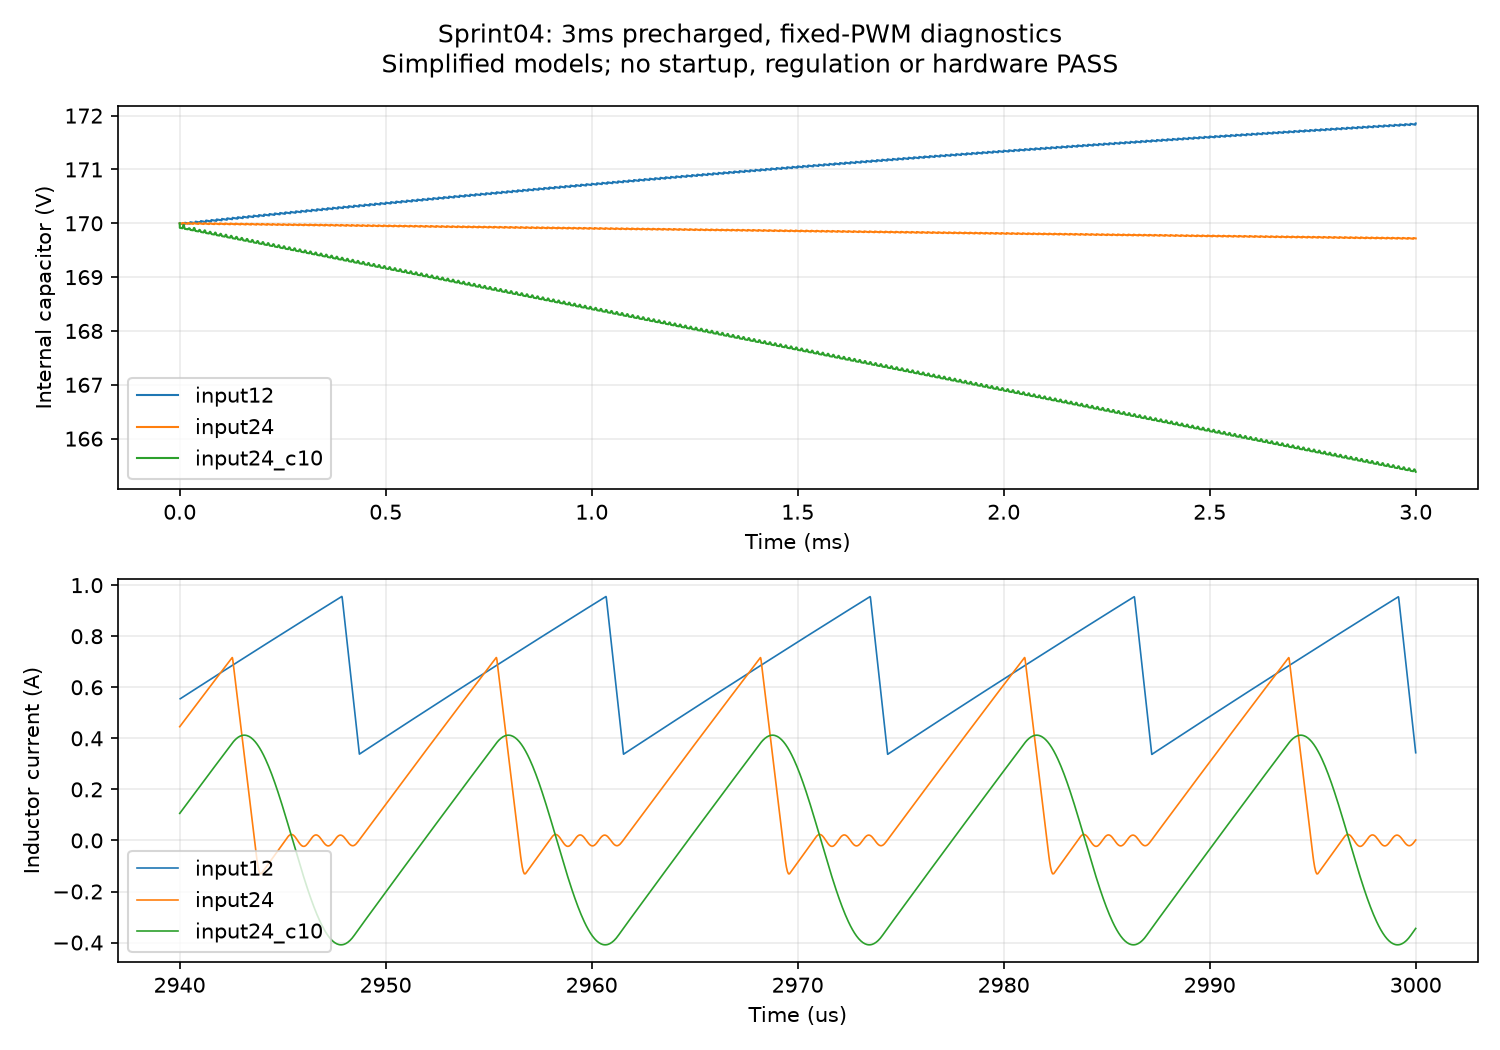 Sprint04: 3ms precharged, fixed-PWM diagnostics
Simplified models; no startup, regulation or hardware PASS
Internal capacitor (V)
172
171
170
169
168
167
166
input12
input24
input24_c10
0.0 0.5 1.0 1.5 2.0 2.5 3.0
Time (ms)
Inductor current (A)
1.0
0.8
0.6
0.4
0.2
0.0
−0.2
−0.4
input12
input24
input24_c10
2940 2950 2960 2970 2980 2990 3000
Time (us)